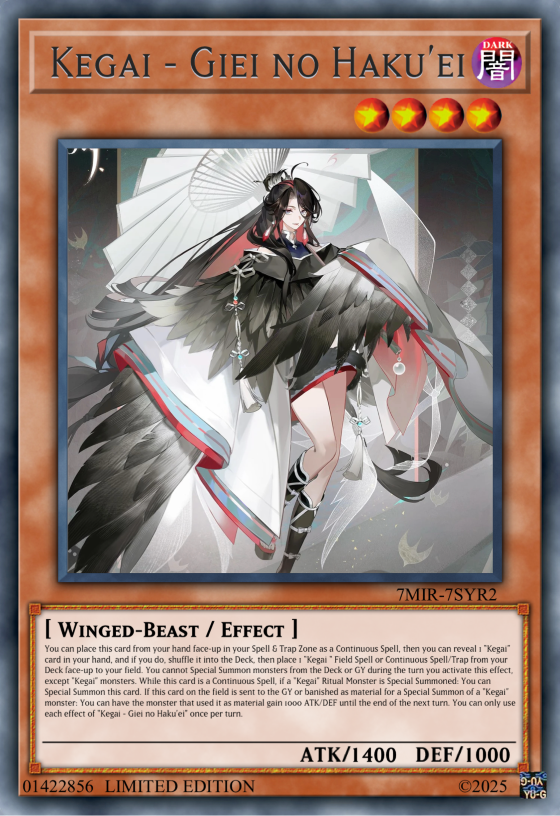 Kegai - Giei no Haku'ei
DARK
闇
7MIR-7SYR2
[ Winged-Beast / Effect ]
You can place this card from your hand face-up in your Spell & Trap Zone as a Continuous Spell, then you can reveal 1 "Kegai"
card in your hand, and if you do, shuffle it into the Deck, then place 1 "Kegai " Field Spell or Continuous Spell/Trap from your
Deck face-up to your field. You cannot Special Summon monsters from the Deck or GY during the turn you activate this effect,
except "Kegai" monsters. While this card is a Continuous Spell, if a "Kegai" Ritual Monster is Special Summoned: You can
Special Summon this card. If this card on the field is sent to the GY or banished as material for a Special Summon of a "Kegai"
monster: You can have the monster that used it as material gain 1000 ATK/DEF until the end of the next turn. You can only use
each effect of "Kegai - Giei no Haku'ei" once per turn.
ATK/1400 DEF/1000
01422856 LIMITED EDITION
©2025